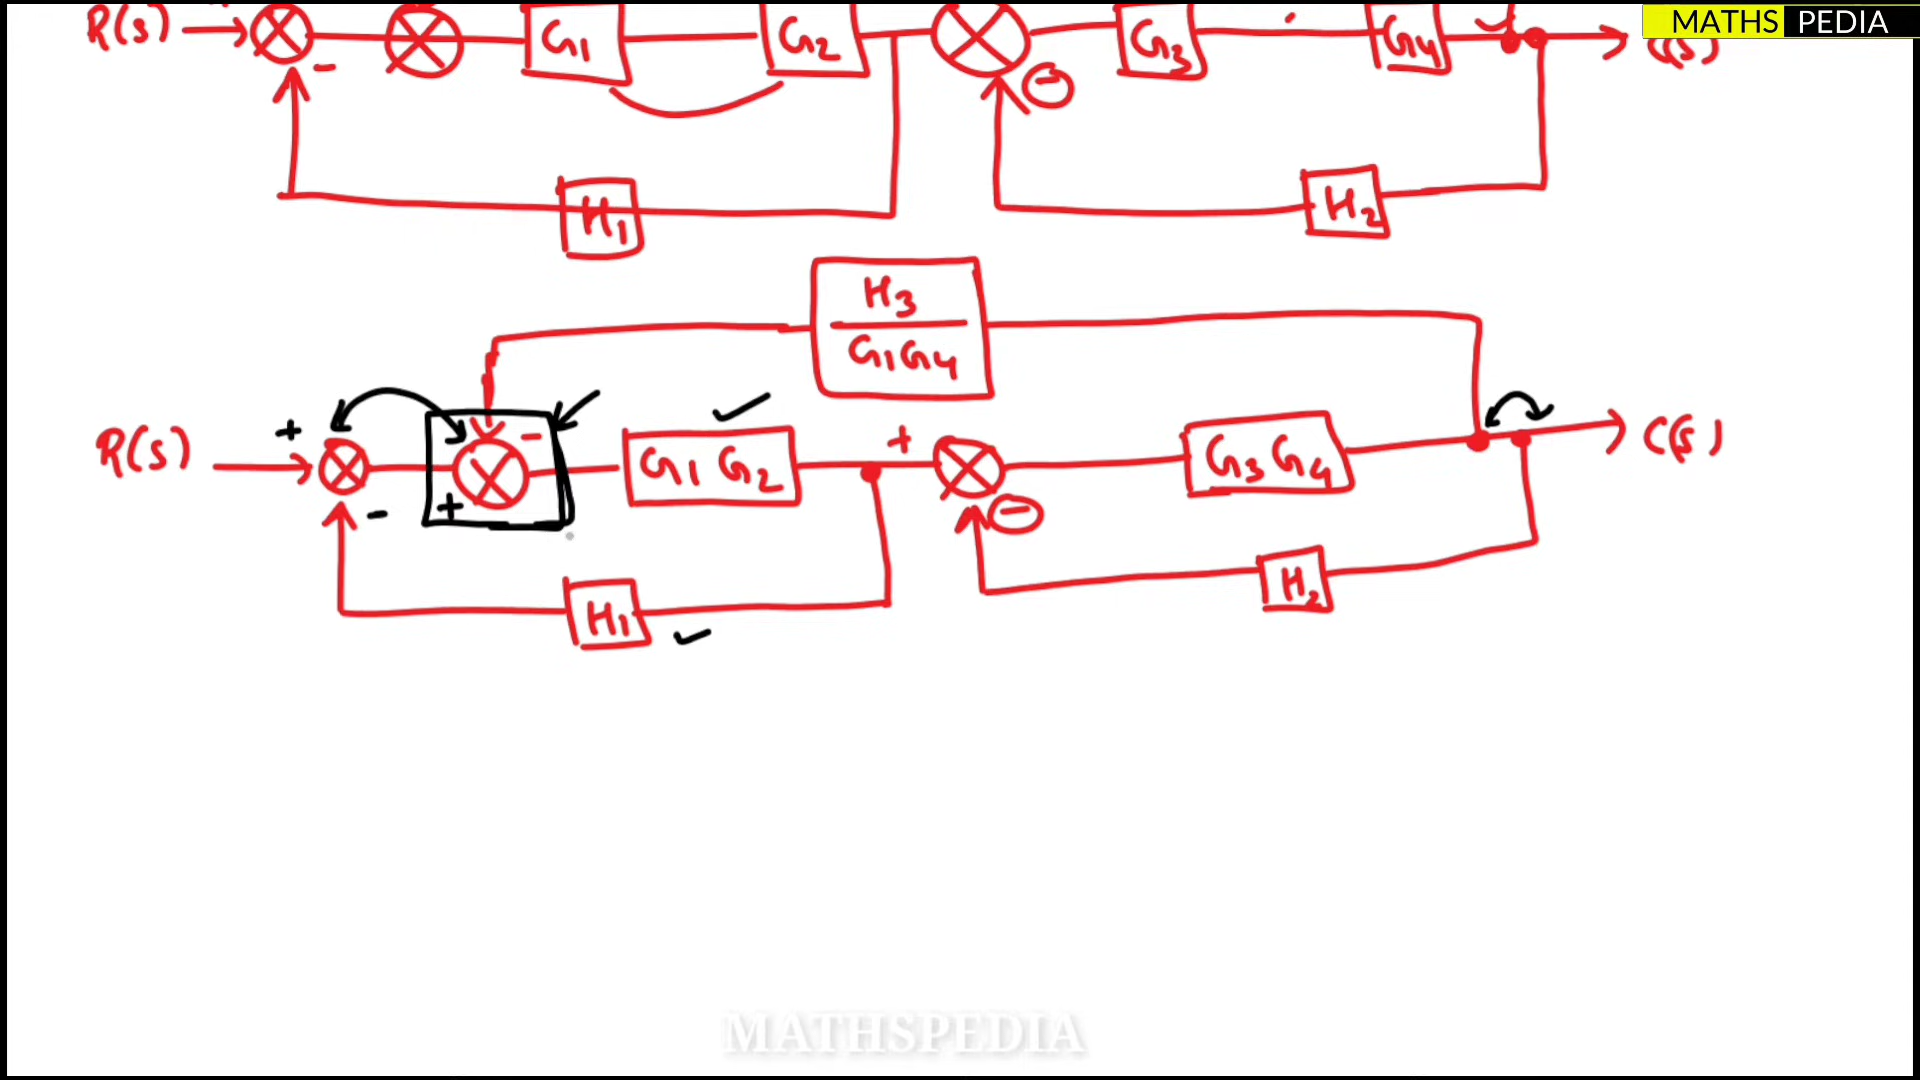 MATHS PEDIA
R(s) G1 G2 G3 G4 C(s)
-
-
H1 H2
H3
G1G4
R(s) + - G1 G2 + G3 G4 C(s)
- + -
H1 H2
MATHSPEDIA